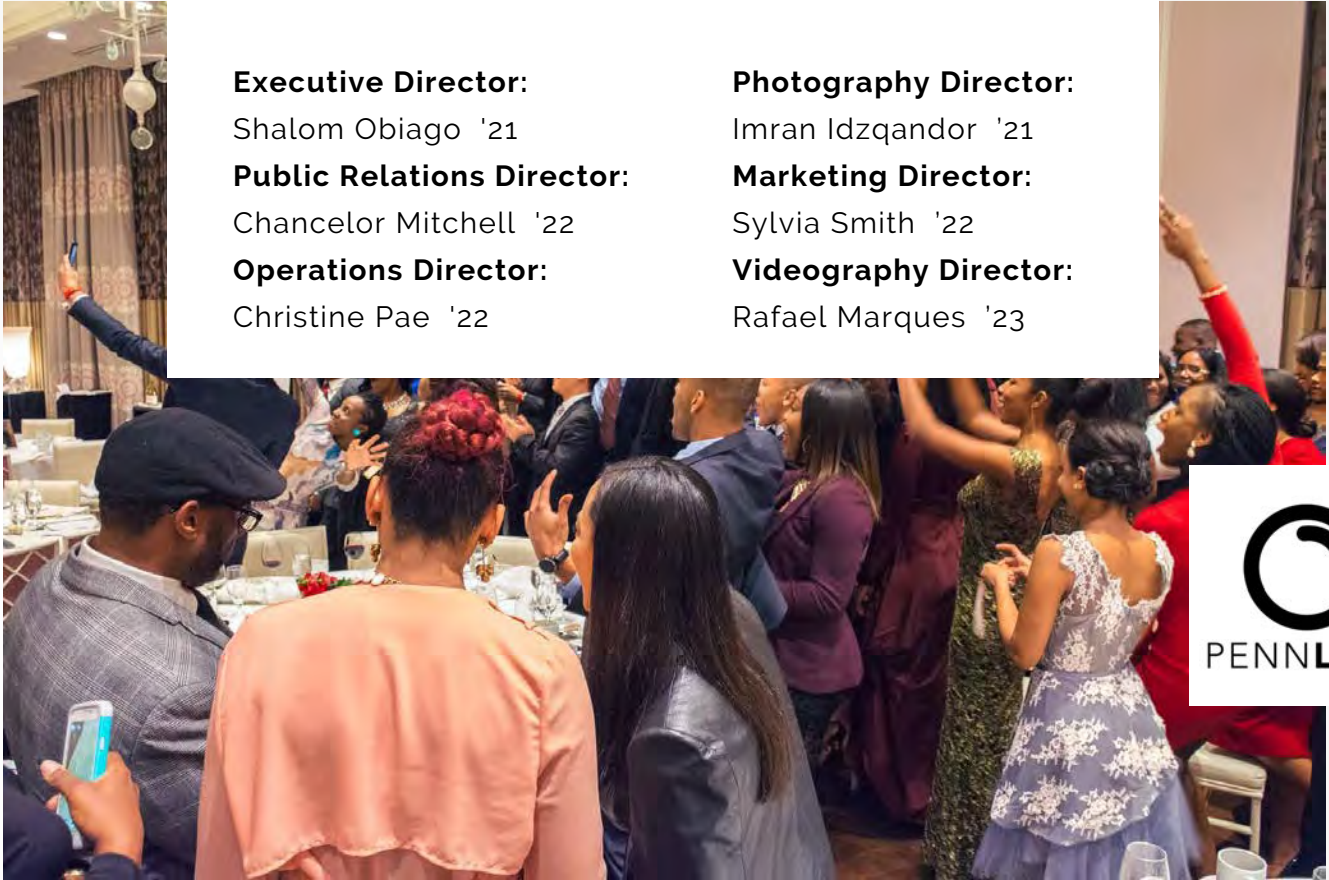 Executive Director:
Shalom Obiago '21
Public Relations Director:
Chancelor Mitchell '22
Operations Director:
Christine Pae '22
Photography Director:
Imran Idzqandor ’21
Marketing Director:
Sylvia Smith ’22
Videography Director:
Rafael Marques ’23
PENNL